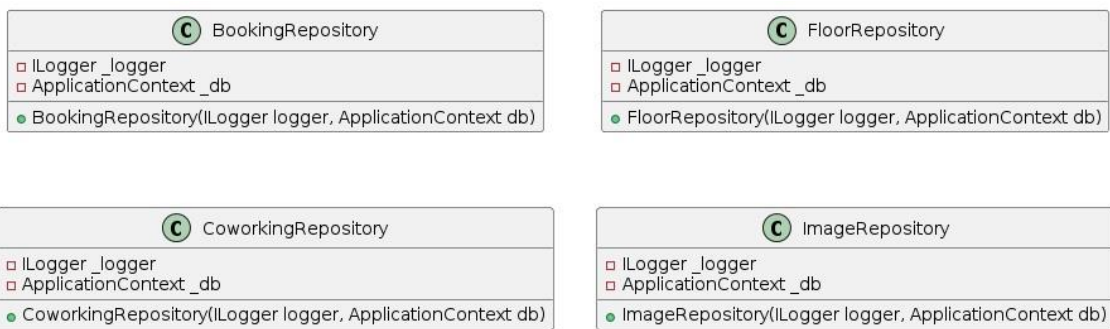 C BookingRepository
ILogger _logger
ApplicationContext _db
BookingRepository(ILogger logger, ApplicationContext db)
C FloorRepository
ILogger _logger
ApplicationContext _db
FloorRepository(ILogger logger, ApplicationContext db)
C CoworkingRepository
ILogger _logger
ApplicationContext _db
CoworkingRepository(ILogger logger, ApplicationContext db)
C ImageRepository
ILogger _logger
ApplicationContext _db
ImageRepository(ILogger logger, ApplicationContext db)